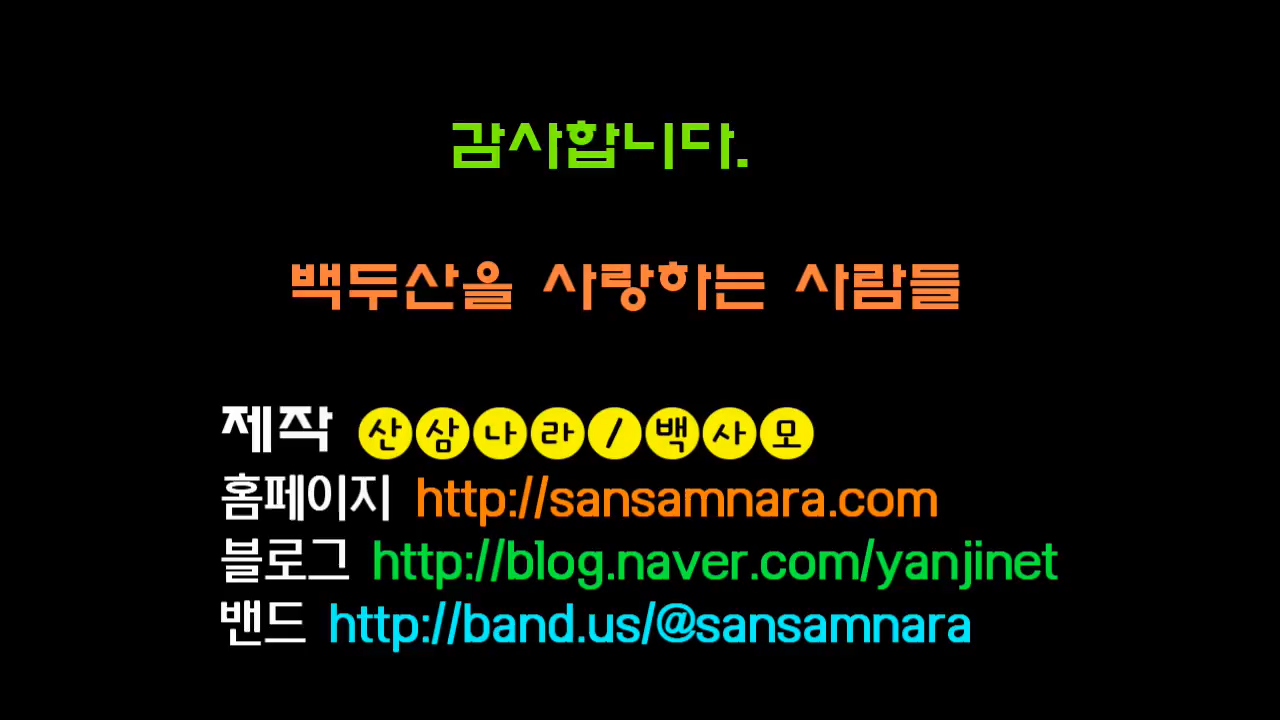 감사합니다.
백두산을 사랑하는 사람들
제작 산삼나라/백사모
홈페이지 http://sansamnara.com
블로그 http://blog.naver.com/yanjinet
밴드 http://band.us/@sansamnara